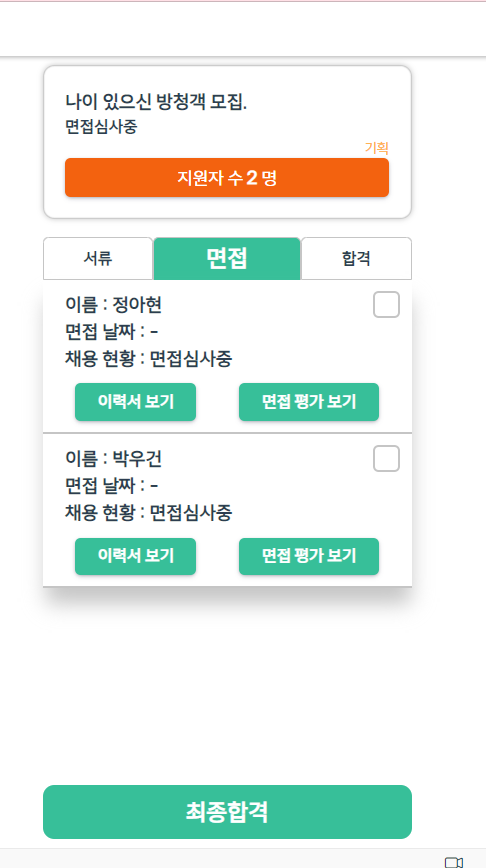 나이 있으신 방청객 모집.
면접심사중
기획
지원자 수 2 명
서류 면접 합격
이름 : 정아현
면접 날짜 : -
채용 현황 : 면접심사중
이력서 보기 면접 평가 보기
이름 : 박우건
면접 날짜 : -
채용 현황 : 면접심사중
이력서 보기 면접 평가 보기
최종합격